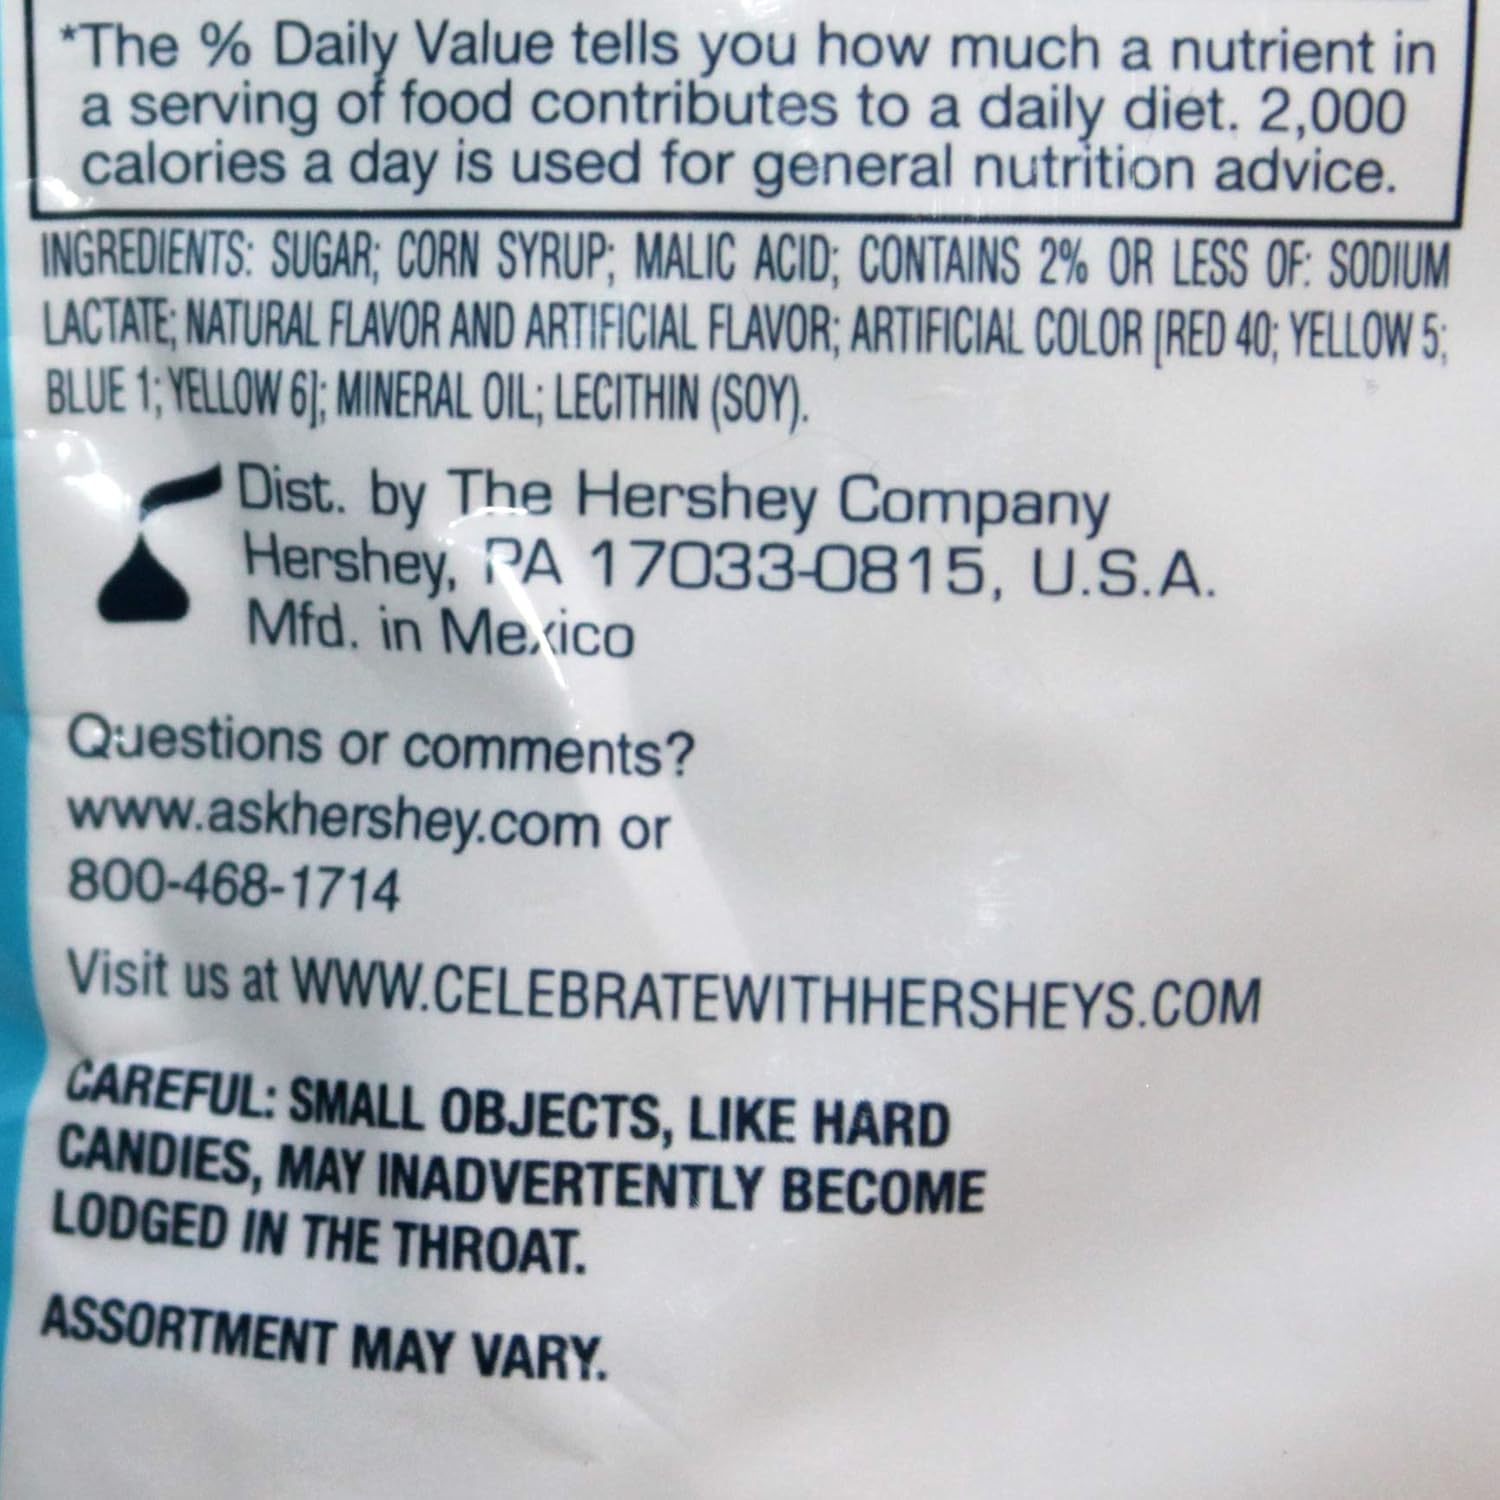 *The % Daily Value tells you how much a nutrient in
a serving of food contributes to a daily diet. 2,000
calories a day is used for general nutrition advice.
INGREDIENTS: SUGAR; CORN SYRUP; MALIC ACID; CONTAINS 2% OR LESS OF: SODIUM
LACTATE; NATURAL FLAVOR AND ARTIFICIAL FLAVOR; ARTIFICIAL COLOR [RED 40; YELLOW 5;
BLUE 1; YELLOW 6]; MINERAL OIL; LECITHIN (SOY).
Dist. by The Hershey Company
Hershey, PA 17033-0815, U.S.A.
Mfd. in Mexico
Questions or comments?
www.askhershey.com or
800-468-1714
Visit us at WWW.CELEBRATEWITHHERSHEYS.COM
CAREFUL: SMALL OBJECTS, LIKE HARD
CANDIES, MAY INADVERTENTLY BECOME
LODGED IN THE THROAT.
ASSORTMENT MAY VARY.